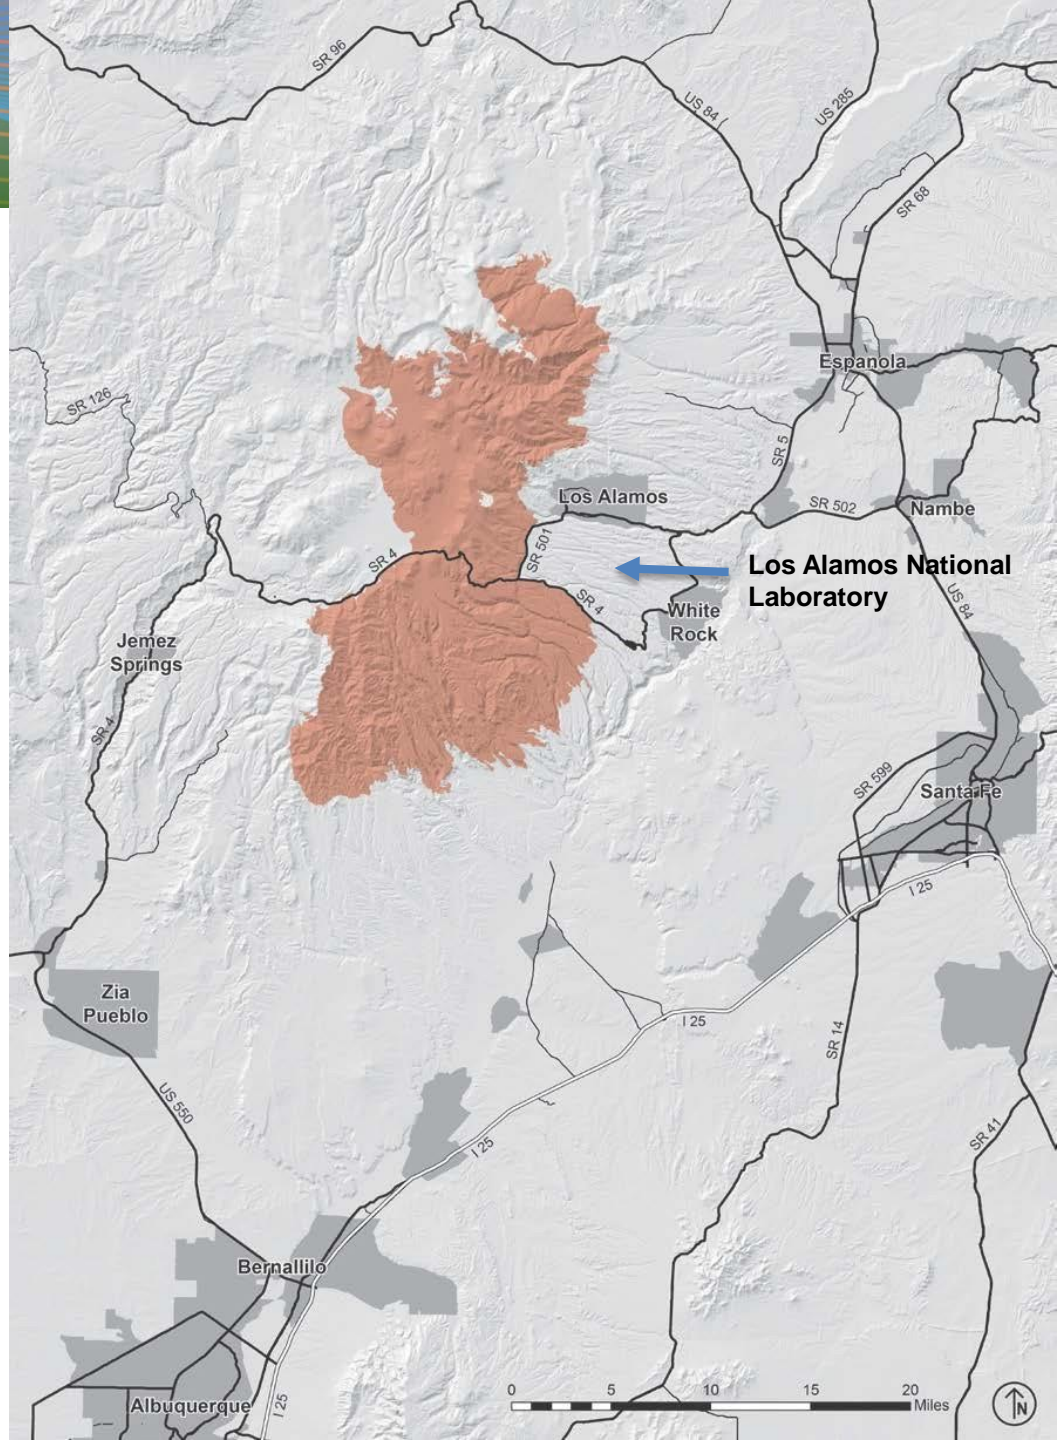 SR 96
US 84
US 285
SR 68
Espanola
SR 126
SR 5
Los Alamos
SR 502
Nambe
SR 501
SR 4
Los Alamos National
Laboratory
SR 4
White
Rock
US 84
Jemez
Springs
SR 4
SR 599
Santa Fe
I 25
Zia
Pueblo
I 25
SR 14
US 550
SR 41
I 25
Bernallilo
Albuquerque
I 25
0 5 10 15 20
Miles
N